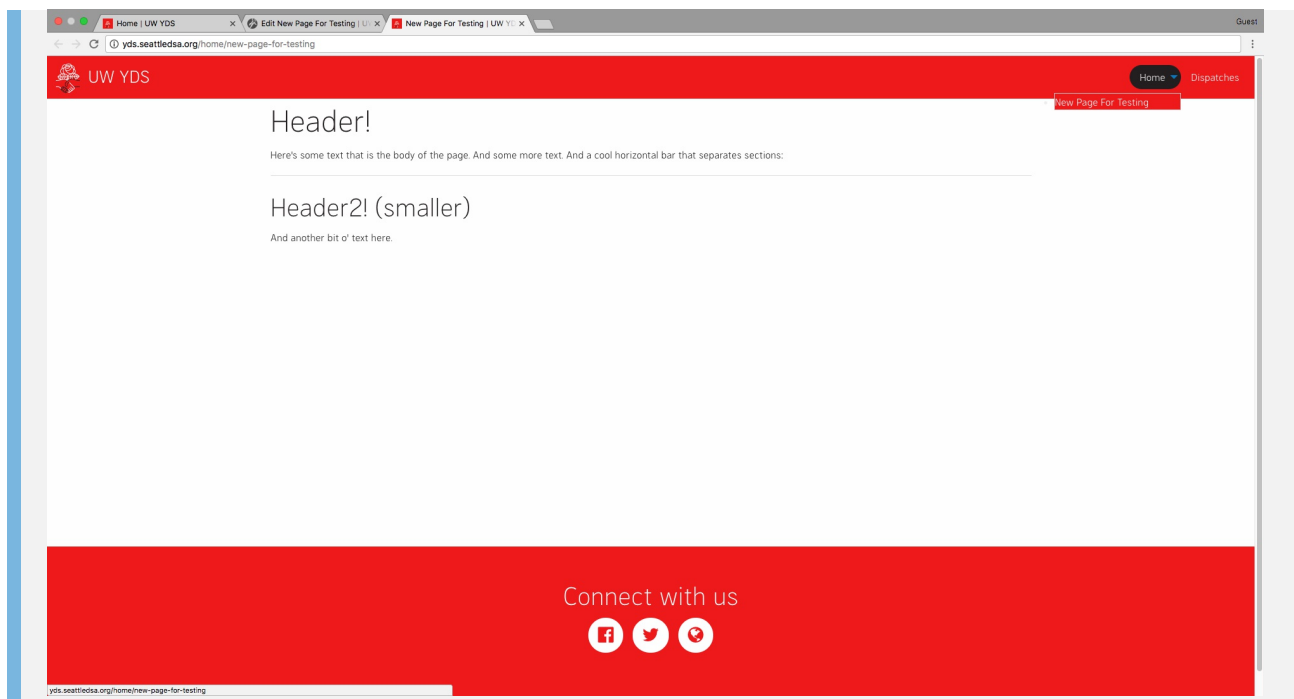 Home | UW YDS
Edit New Page For Testing | U
New Page For Testing | UW YD
Guest
yds.seattledsa.org/home/new-page-for-testing
UW YDS
Home
Dispatches
New Page For Testing
Header!
Here's some text that is the body of the page. And some more text. And a cool horizontal bar that separates sections:
Header2! (smaller)
And another bit o' text here.
Connect with us
yds.seattledsa.org/home/new-page-for-testing